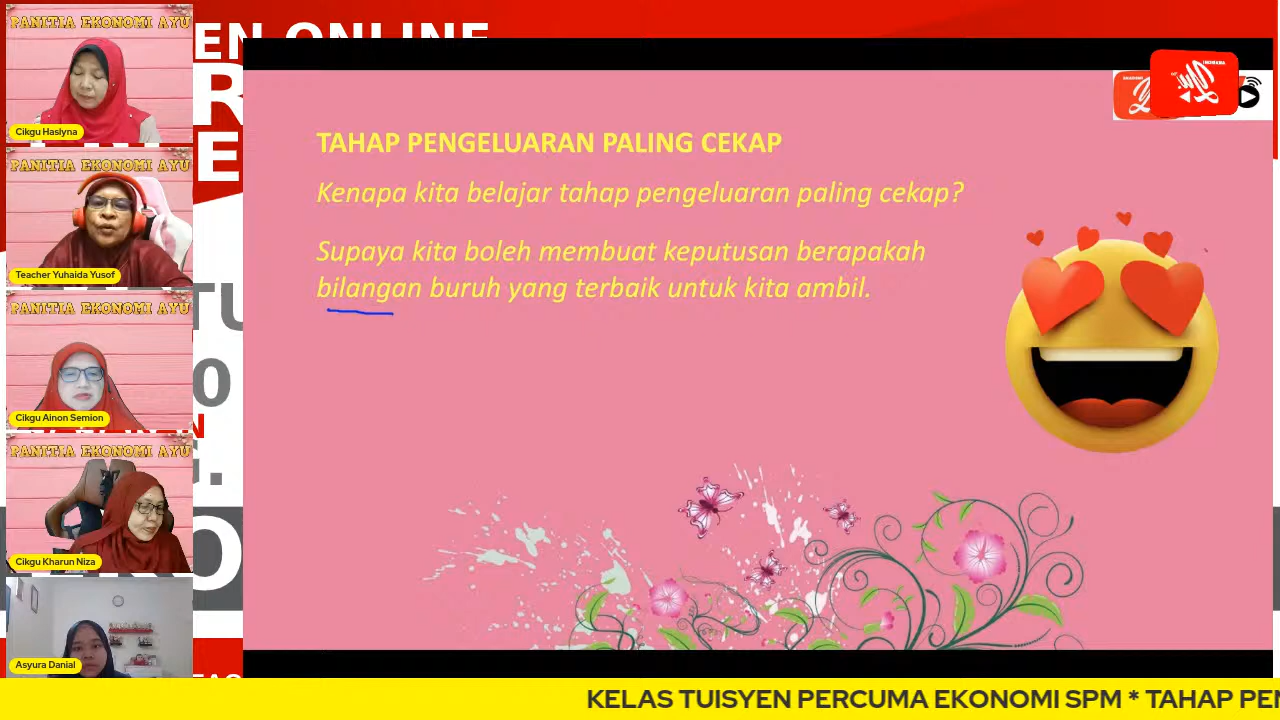 PANITIA EKONOMI AYU
Cikgu Haslyna
PANITIA EKONOMI AYU
Teacher Yuhaida Yusof
PANITIA EKONOMI AYU
Cikgu Ainon Semion
PANITIA EKONOMI AYU
Cikgu Kharun Niza
Asyura Danial
EN ONLINE
TAHAP PENGELUARAN PALING CEKAP
Kenapa kita belajar tahap pengeluaran paling cekap?
Supaya kita boleh membuat keputusan berapakah
bilangan buruh yang terbaik untuk kita ambil.
KELAS TUISYEN PERCUMA EKONOMI SPM * TAHAP PEN